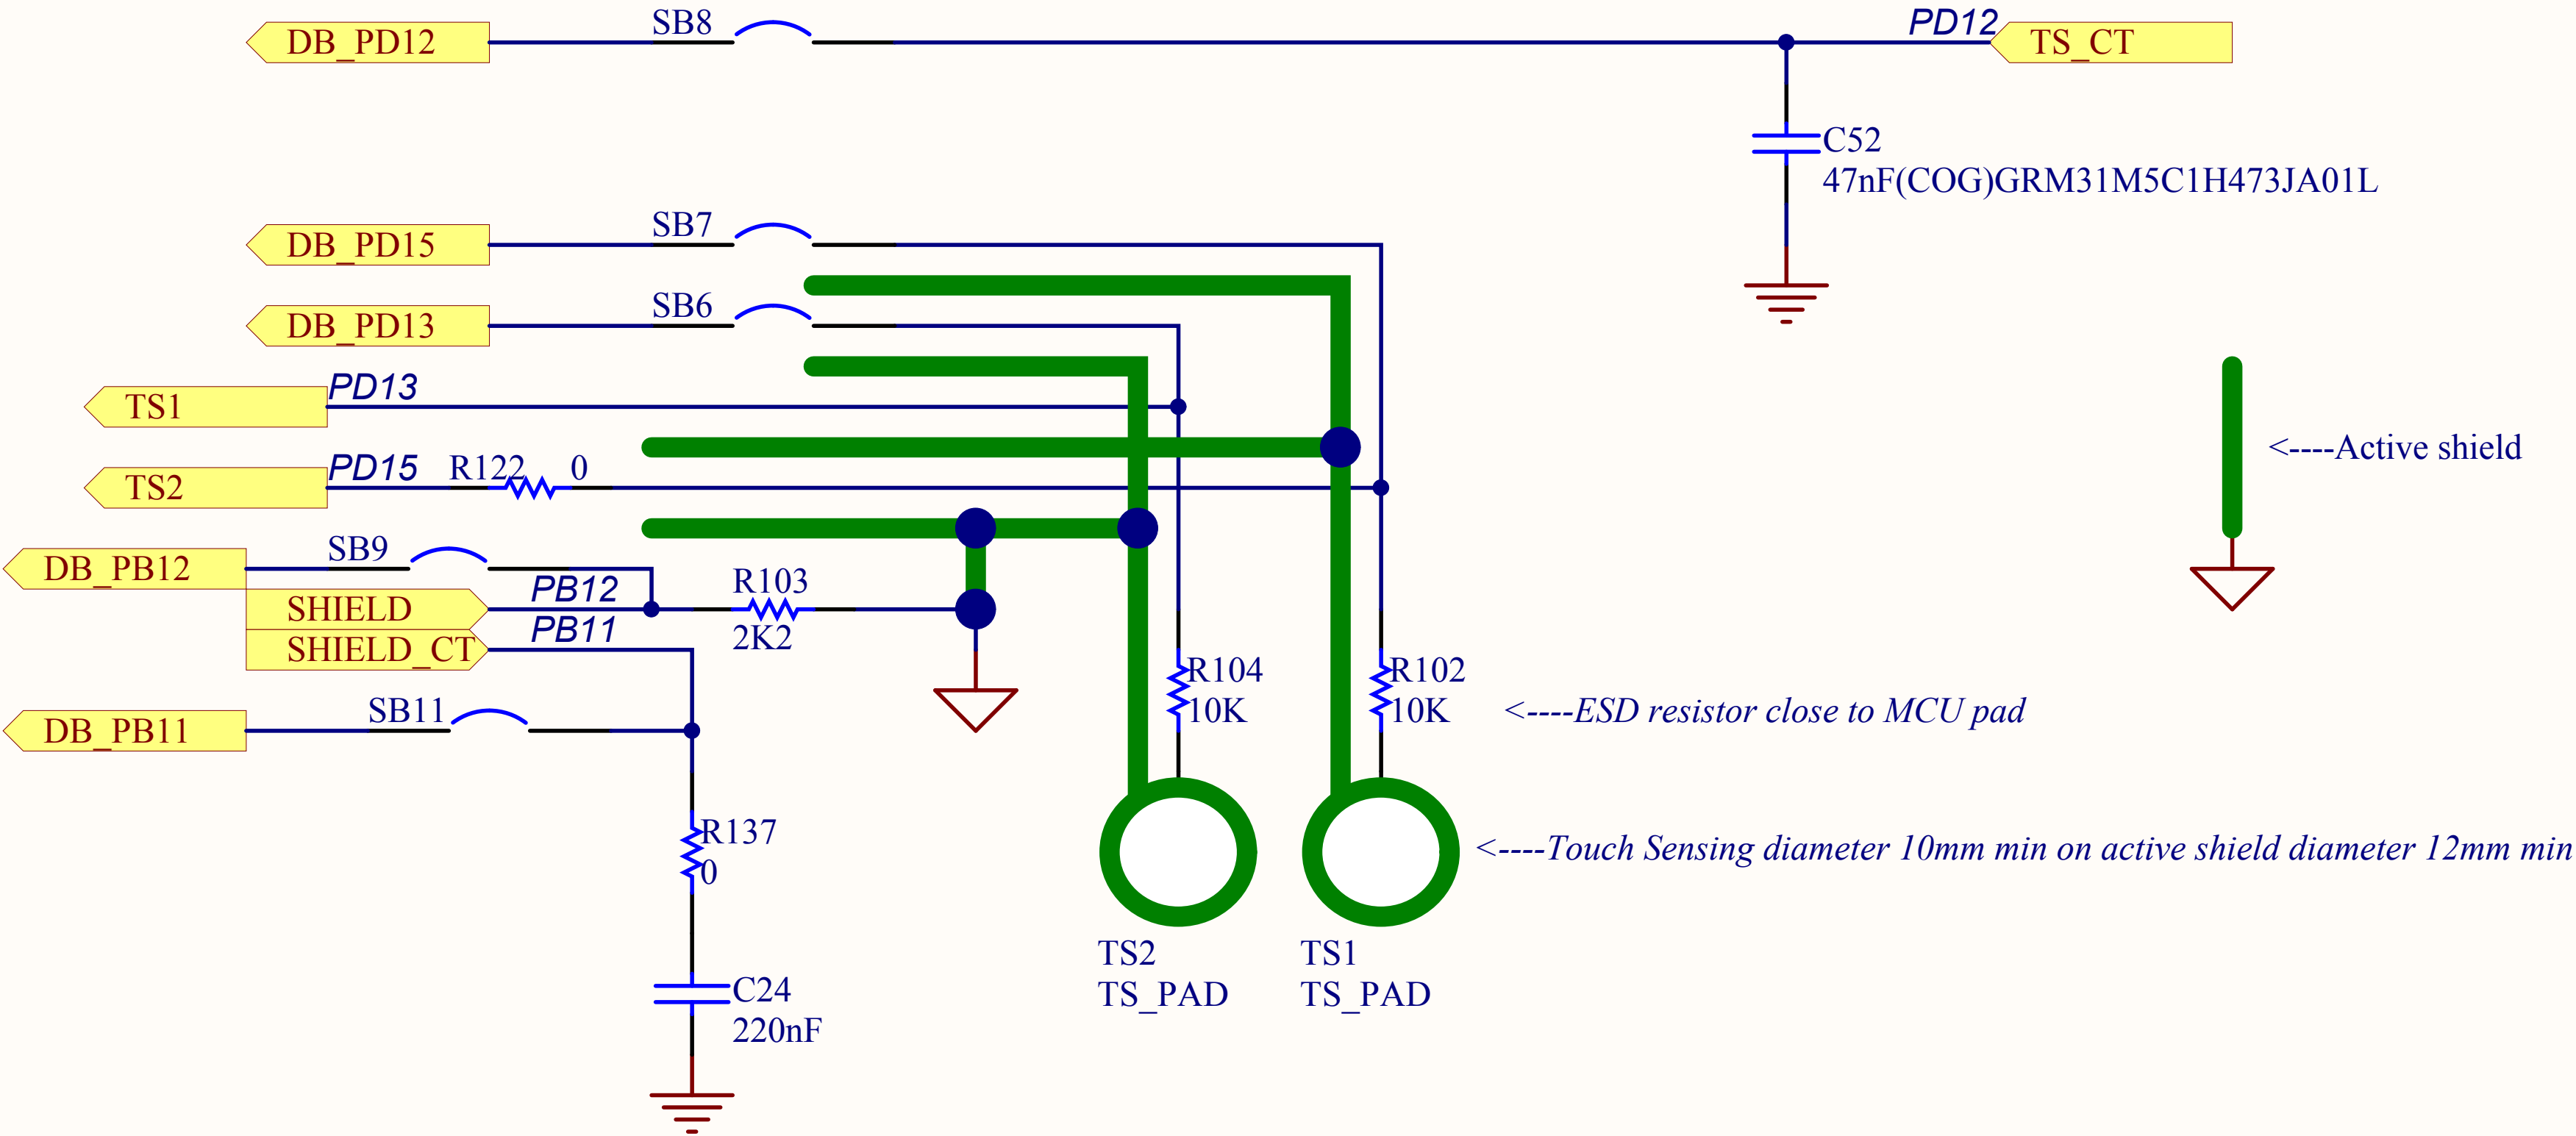 SB8
PD12
DB_PD12
TS_CT
C52
47nF(COG)GRM31M5C1H473JA01L
SB7
DB_PD15
SB6
DB_PD13
PD13
TS1
<----Active shield
PD15
R122
0
TS2
SB9
DB_PB12
PB12
R103
SHIELD
2K2
PB11
SHIELD_CT
R104
10K
R102
10K
<----ESD resistor close to MCU pad
SB11
DB_PB11
R137
0
<----Touch Sensing diameter 10mm min on active shield diameter 12mm min
TS2
TS_PAD
TS1
TS_PAD
C24
220nF